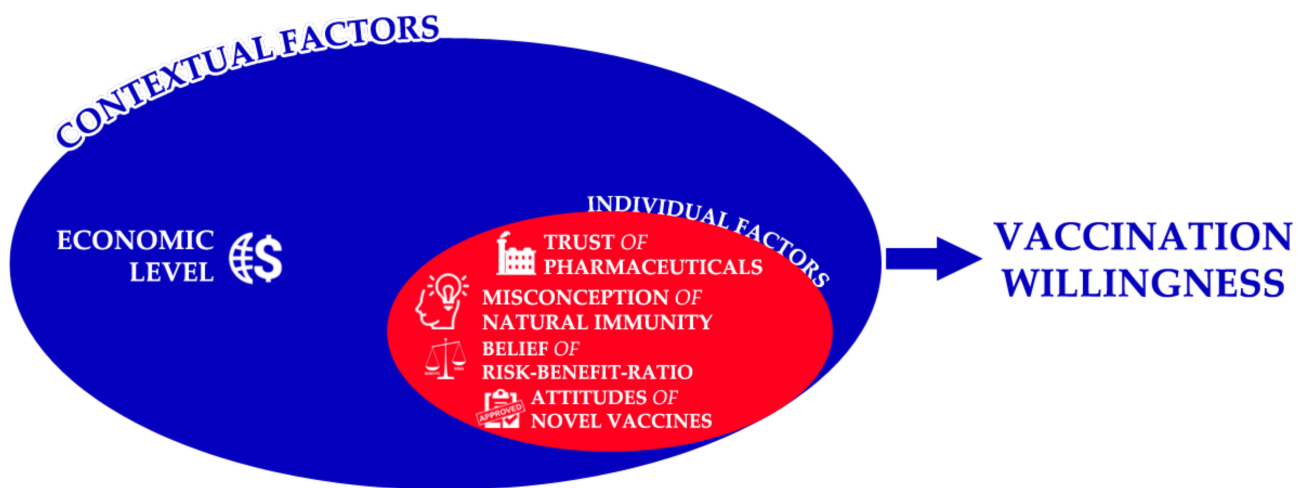 CONTEXTUAL FACTORS
ECONOMIC
LEVEL
INDIVIDUAL FACTORS
TRUST OF
PHARMACEUTICALS
MISCONCEPTION OF
NATURAL IMMUNITY
BELIEF OF
RISK-BENEFIT-RATIO
APPROVED
ATTITUDES OF
NOVEL VACCINES
VACCINATION
WILLINGNESS